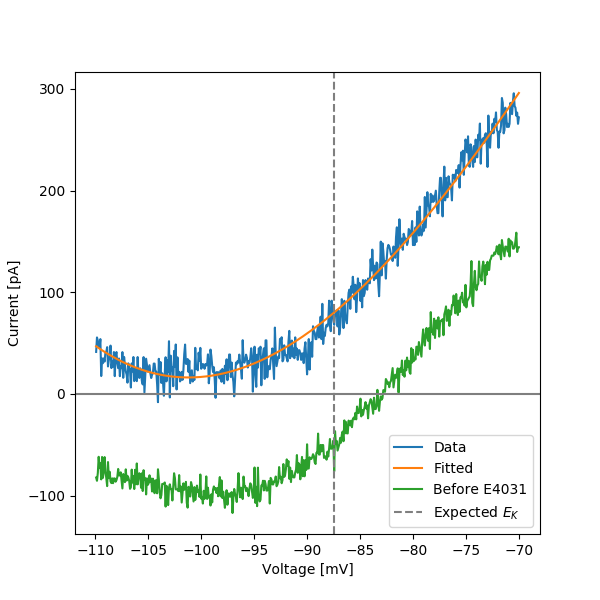 300
200
100
0
−100
Current [pA]
Data
Fitted
Before E4031
Expected E_K
−110 −105 −100 −95 −90 −85 −80 −75 −70
Voltage [mV]